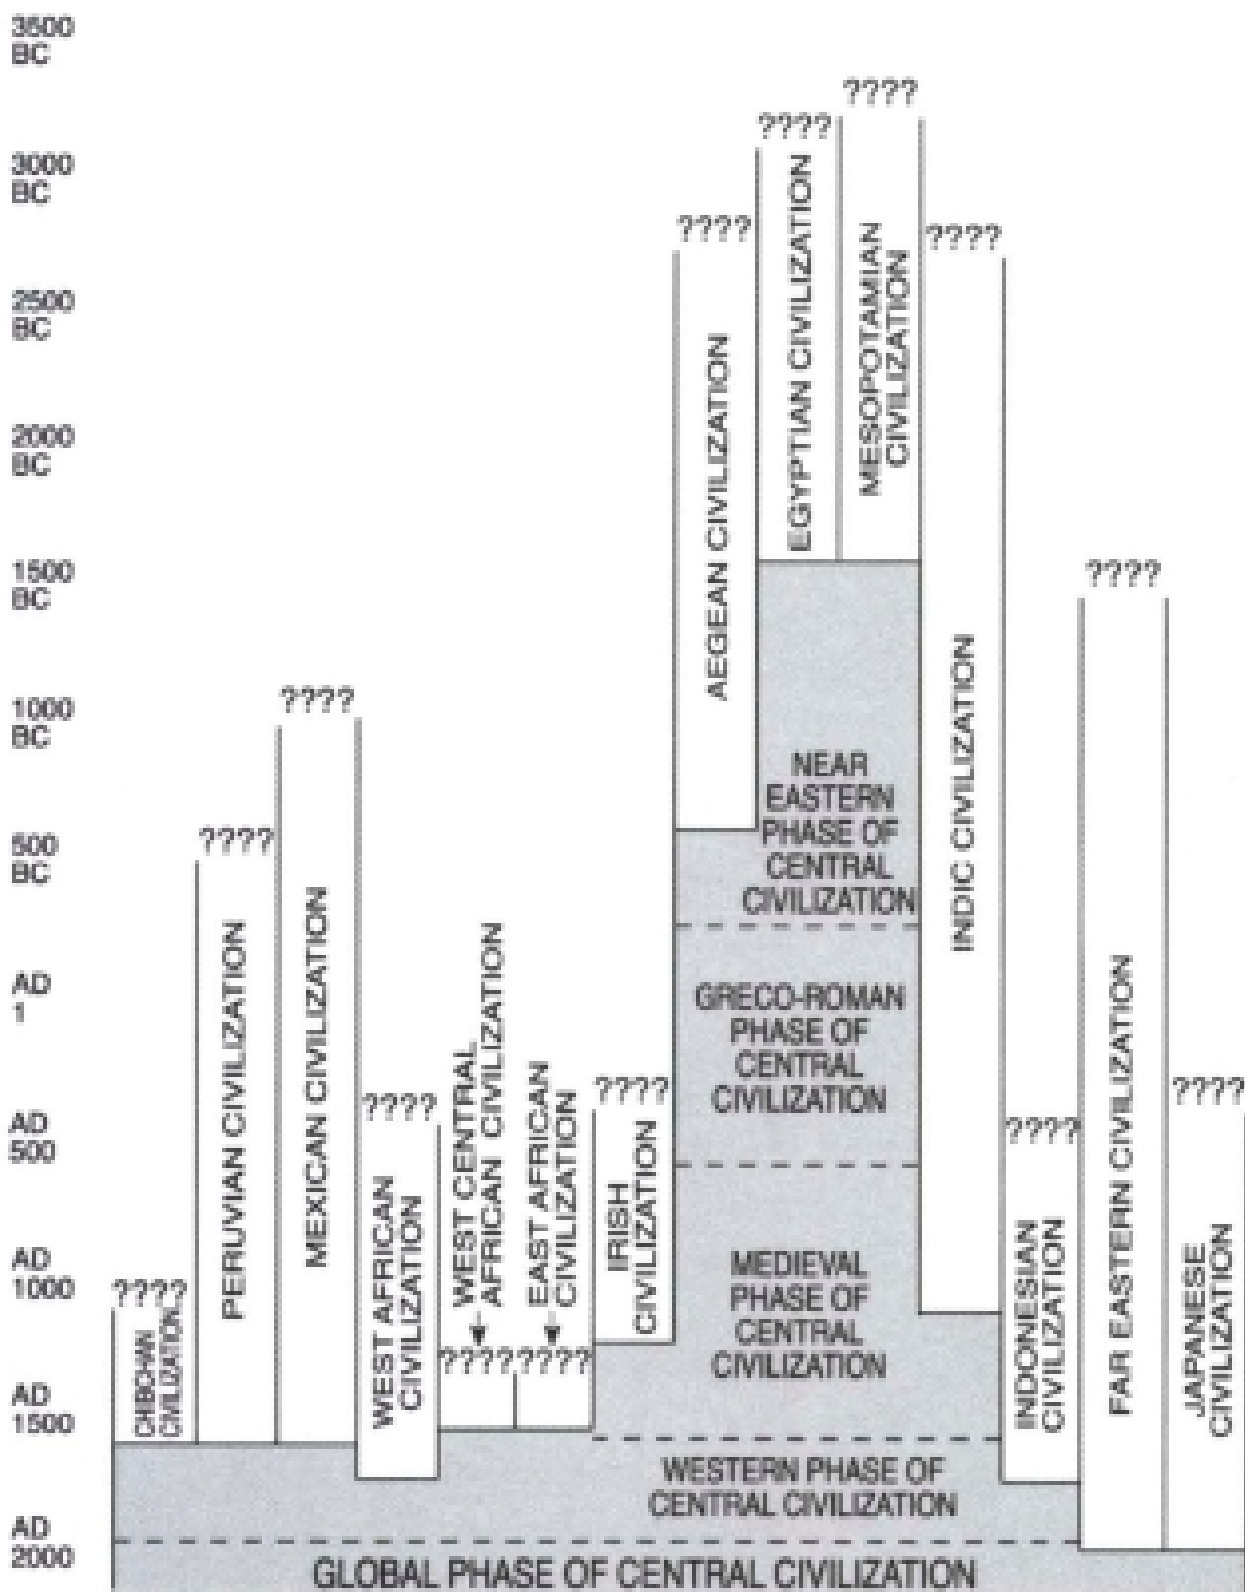 3500
BC
3000
BC
2500
BC
2000
BC
1500
BC
1000
BC
500
BC
AD
1
AD
500
AD
1000
AD
1500
AD
2000
????
CHIBCHAN
CIVILIZATION
????
PERUVIAN CIVILIZATION
????
MEXICAN CIVILIZATION
????
WEST AFRICAN
CIVILIZATION
WEST CENTRAL
AFRICAN CIVILIZATION
????
EAST AFRICAN
CIVILIZATION
????
????
IRISH
CIVILIZATION
????
AEGEAN CIVILIZATION
????
EGYPTIAN CIVILIZATION
????
MESOPOTAMIAN
CIVILIZATION
????
INDIC CIVILIZATION
????
INDONESIAN
CIVILIZATION
????
FAR EASTERN CIVILIZATION
????
JAPANESE
CIVILIZATION
NEAR
EASTERN
PHASE OF
CENTRAL
CIVILIZATION
GRECO-ROMAN
PHASE OF
CENTRAL
CIVILIZATION
MEDIEVAL
PHASE OF
CENTRAL
CIVILIZATION
WESTERN PHASE OF
CENTRAL CIVILIZATION
GLOBAL PHASE OF CENTRAL CIVILIZATION